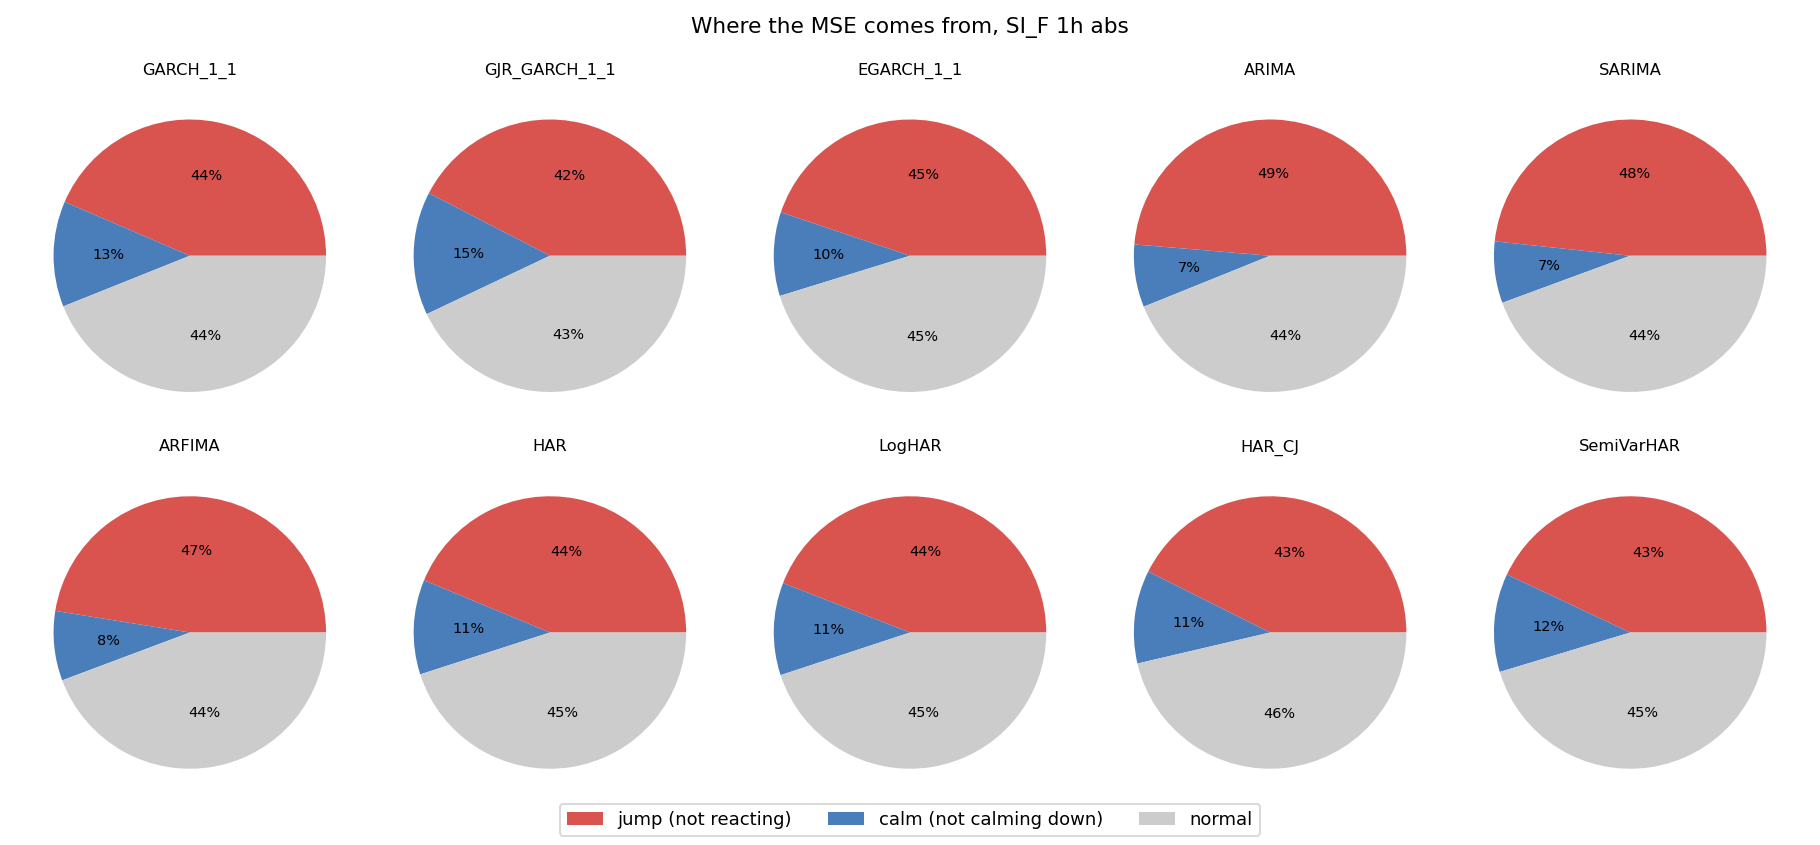 Where the MSE comes from, SI_F 1h abs
GARCH_1_1
GJR_GARCH_1_1
EGARCH_1_1
ARIMA
SARIMA
44%
13%
44%
42%
15%
43%
45%
10%
45%
49%
7%
44%
48%
7%
44%
ARFIMA
HAR
LogHAR
HAR_CJ
SemiVarHAR
47%
8%
44%
44%
11%
45%
44%
11%
45%
43%
11%
46%
43%
12%
45%
jump (not reacting)
calm (not calming down)
normal